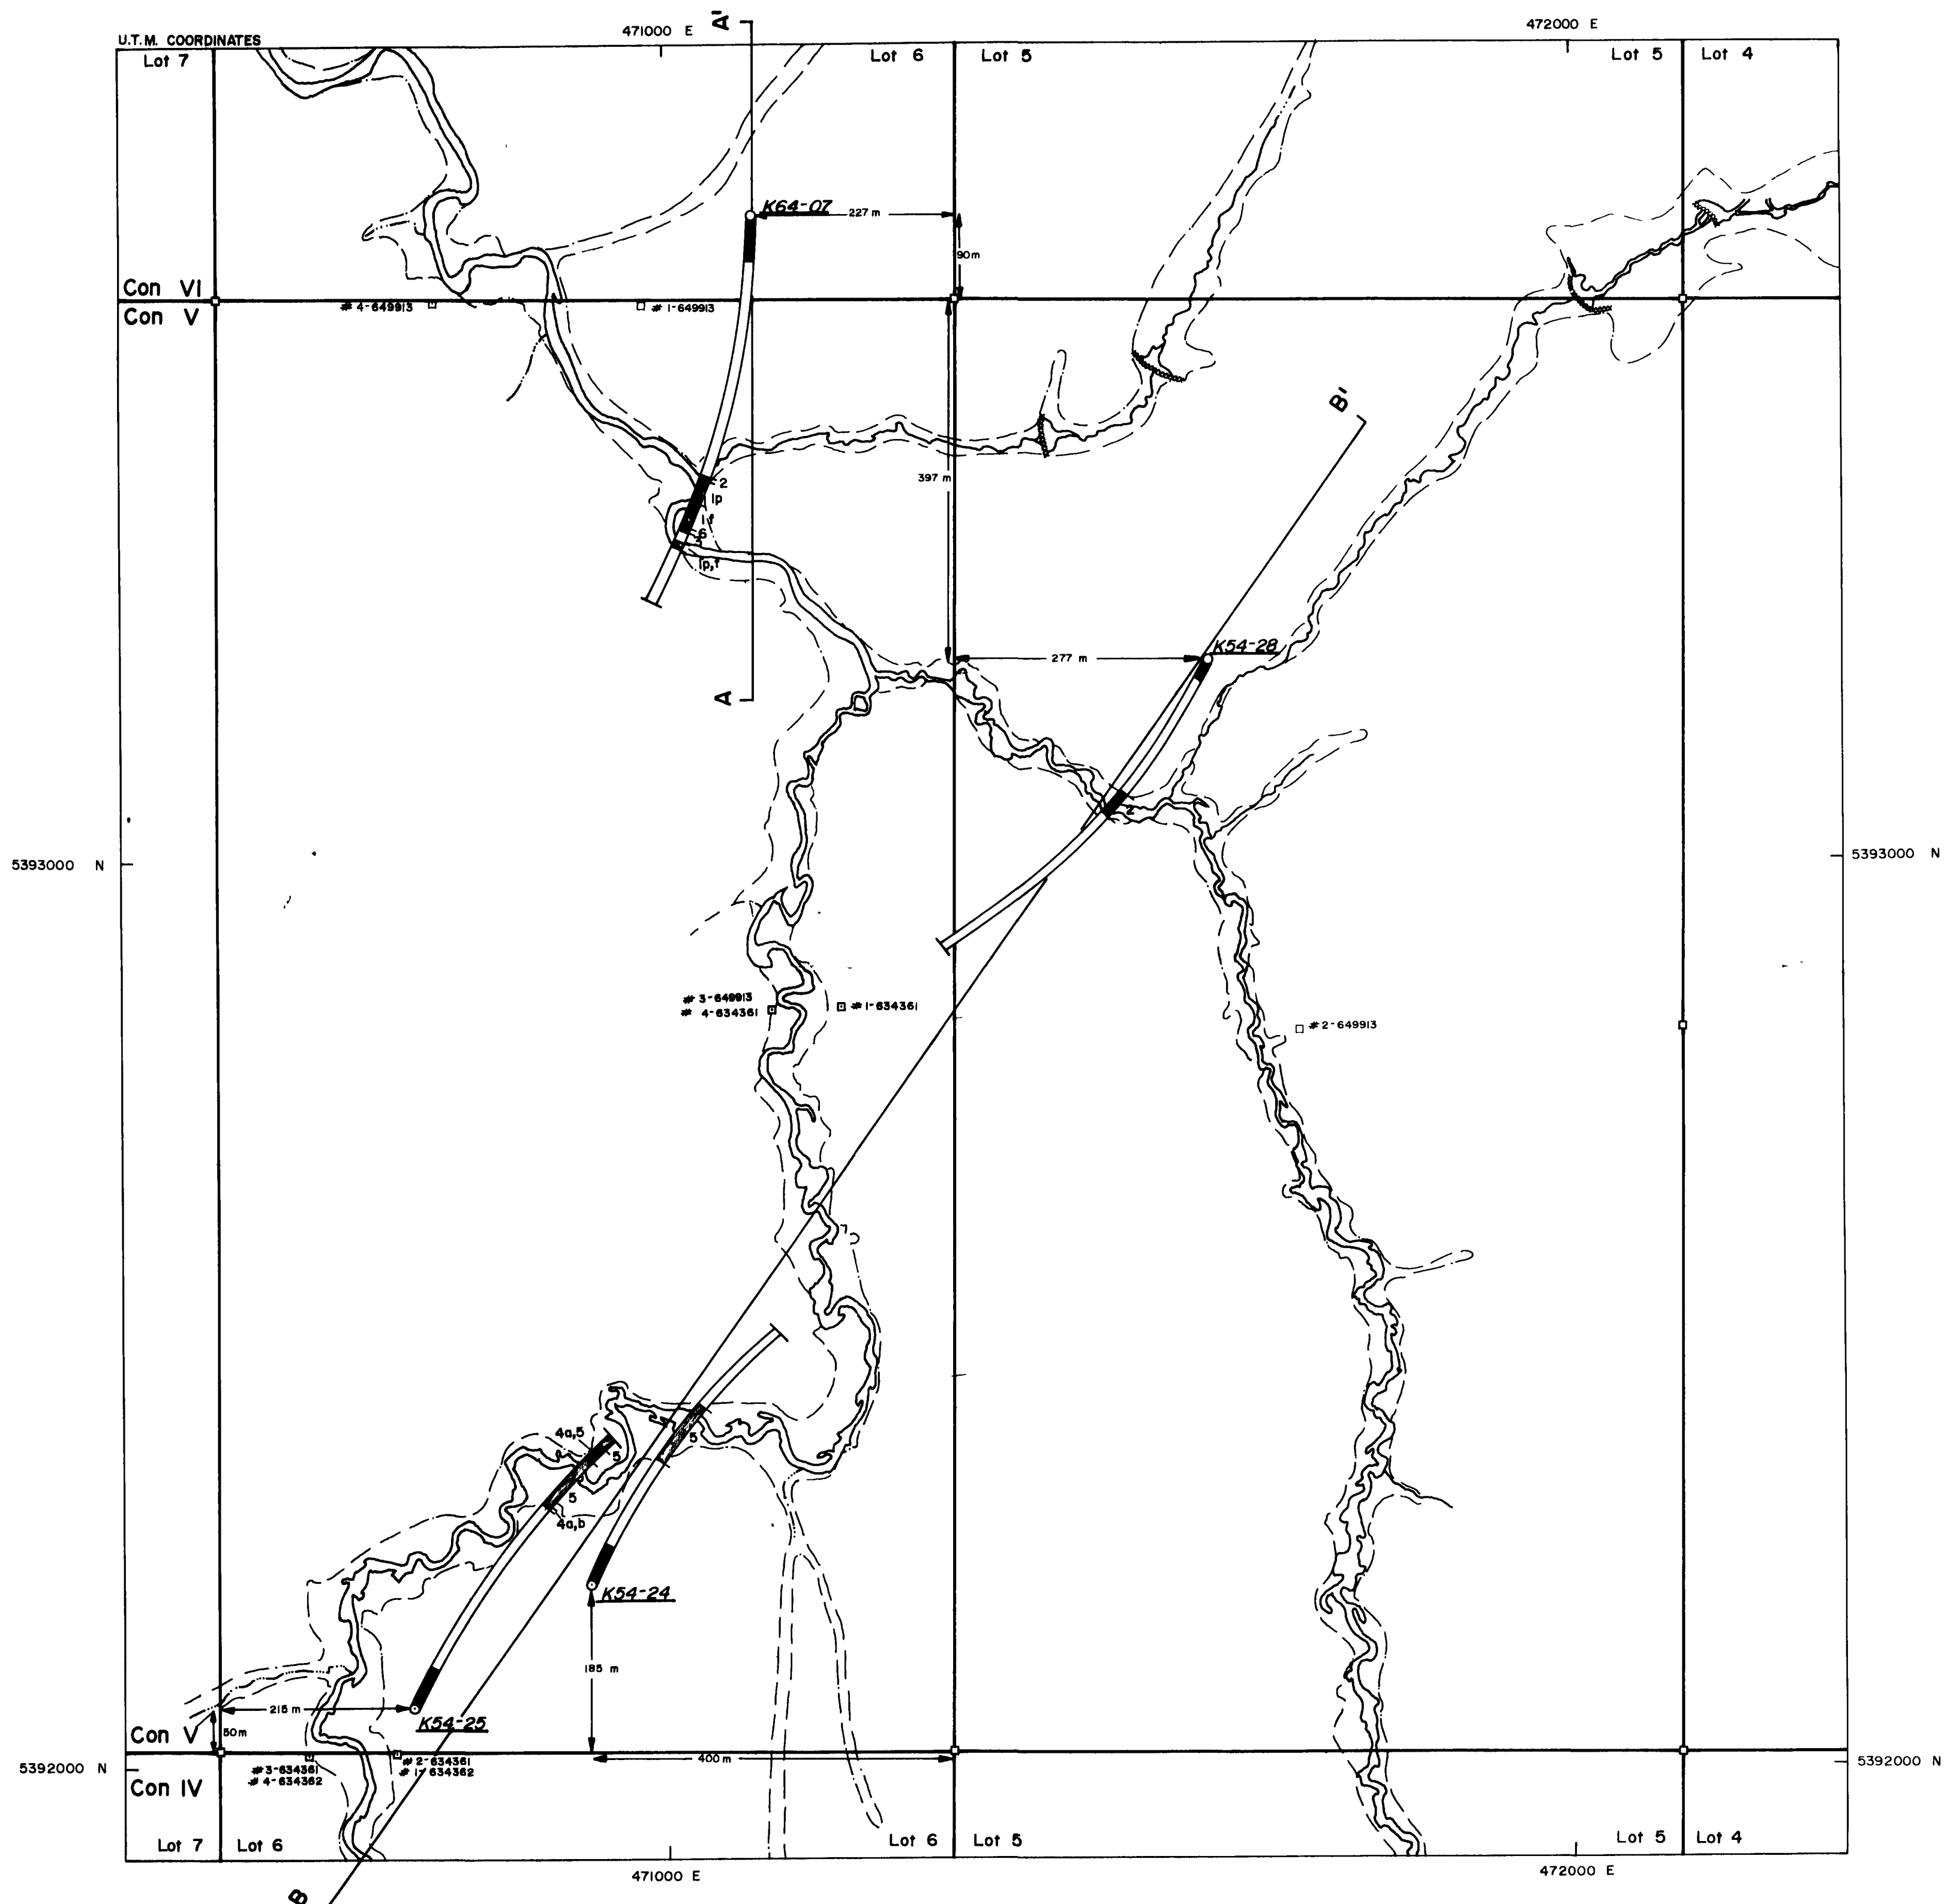 471000 E
A'
472000 E
U.T.M. COORDINATES
Lot 7
Lot 6
Lot 5
Lot 5
Lot 4
K64-07
227 m
90m
Con VI
Con V
# 4-649913
# 1-649913
B'
397 m
2
1p
1f
6
1p,f
K54-28
277 m
A
2
5393000 N
5393000 N
# 3-649913
# 4-634361
# 1-634361
# 2-649913
4a,5
5
5
5
4a,b
K54-24
185 m
215 m
K54-25
50m
Con V
400m
# 2-634361
# 1-634362
# 3-634361
# 4-634362
5392000 N
5392000 N
Con IV
Lot 7
Lot 6
Lot 6
Lot 5
Lot 5
Lot 4
471000 E
472000 E
B